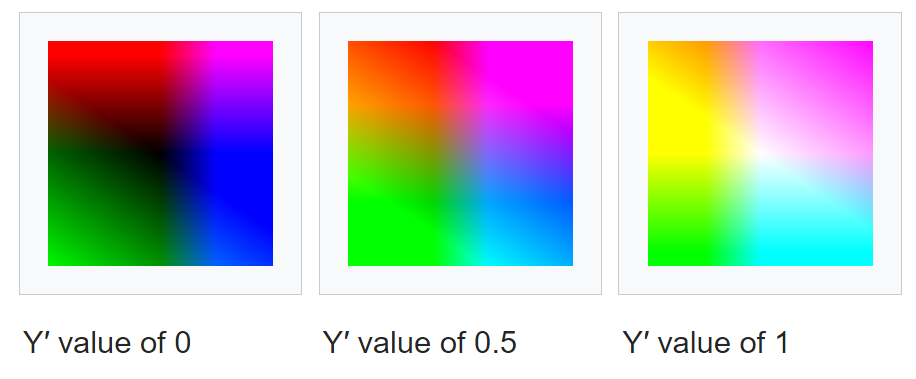 Y′ value of 0
Y′ value of 0.5
Y′ value of 1